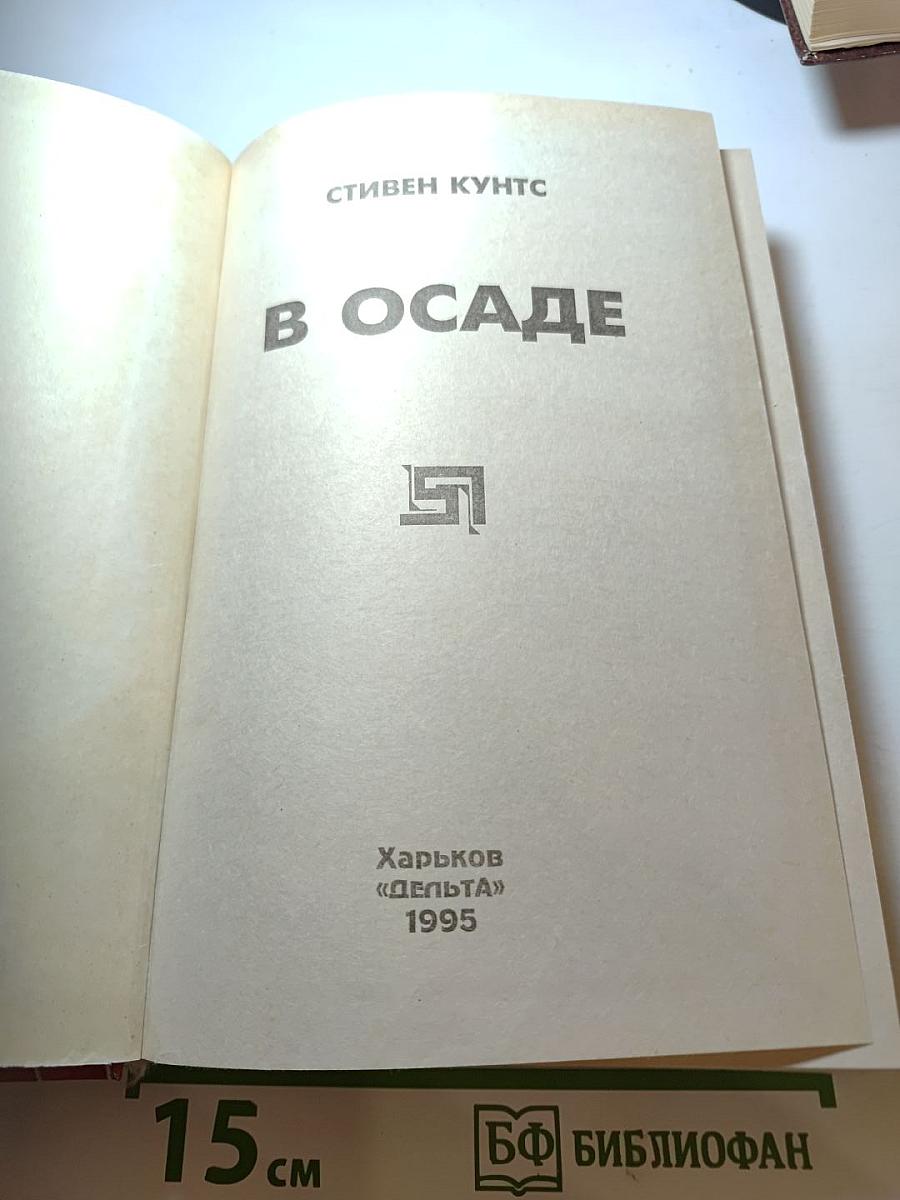 СТИВЕН КУНТС
В ОСАДЕ
Харьков
«ДЕЛЬТА»
1995
15 см
БФ БИБЛИОФАН